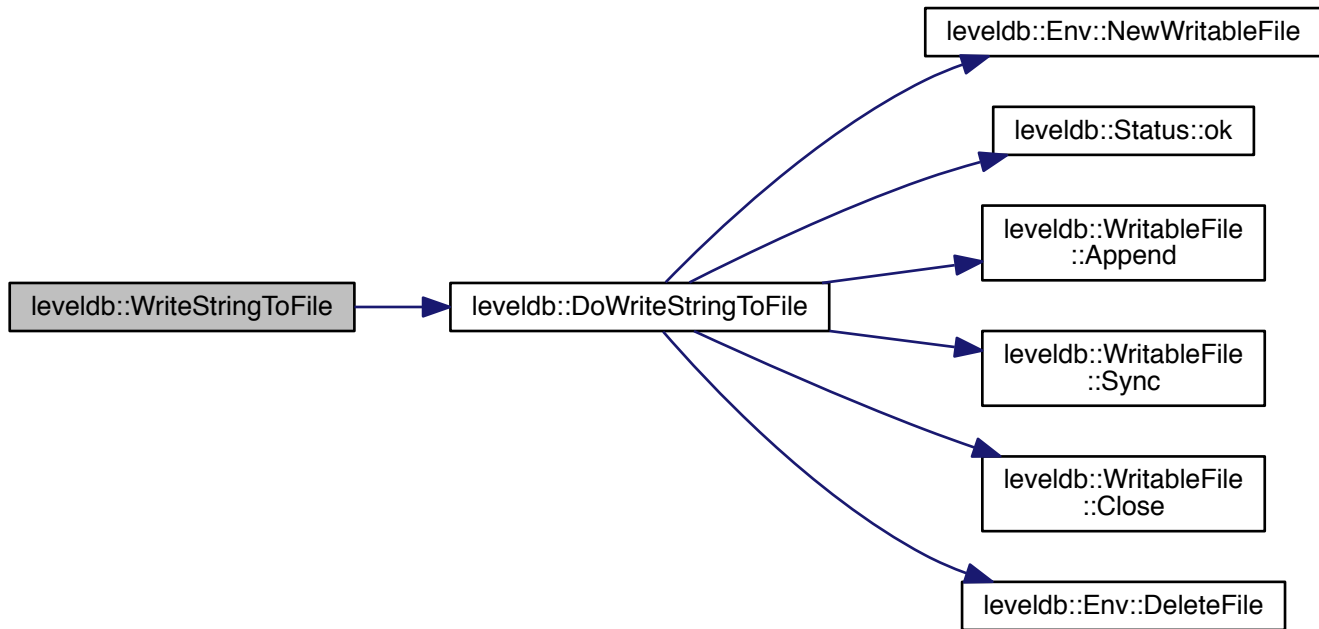 leveldb::Env::NewWritableFile
leveldb::Status::ok
leveldb::WritableFile
::Append
leveldb::WriteStringToFile
leveldb::DoWriteStringToFile
leveldb::WritableFile
::Sync
leveldb::WritableFile
::Close
leveldb::Env::DeleteFile